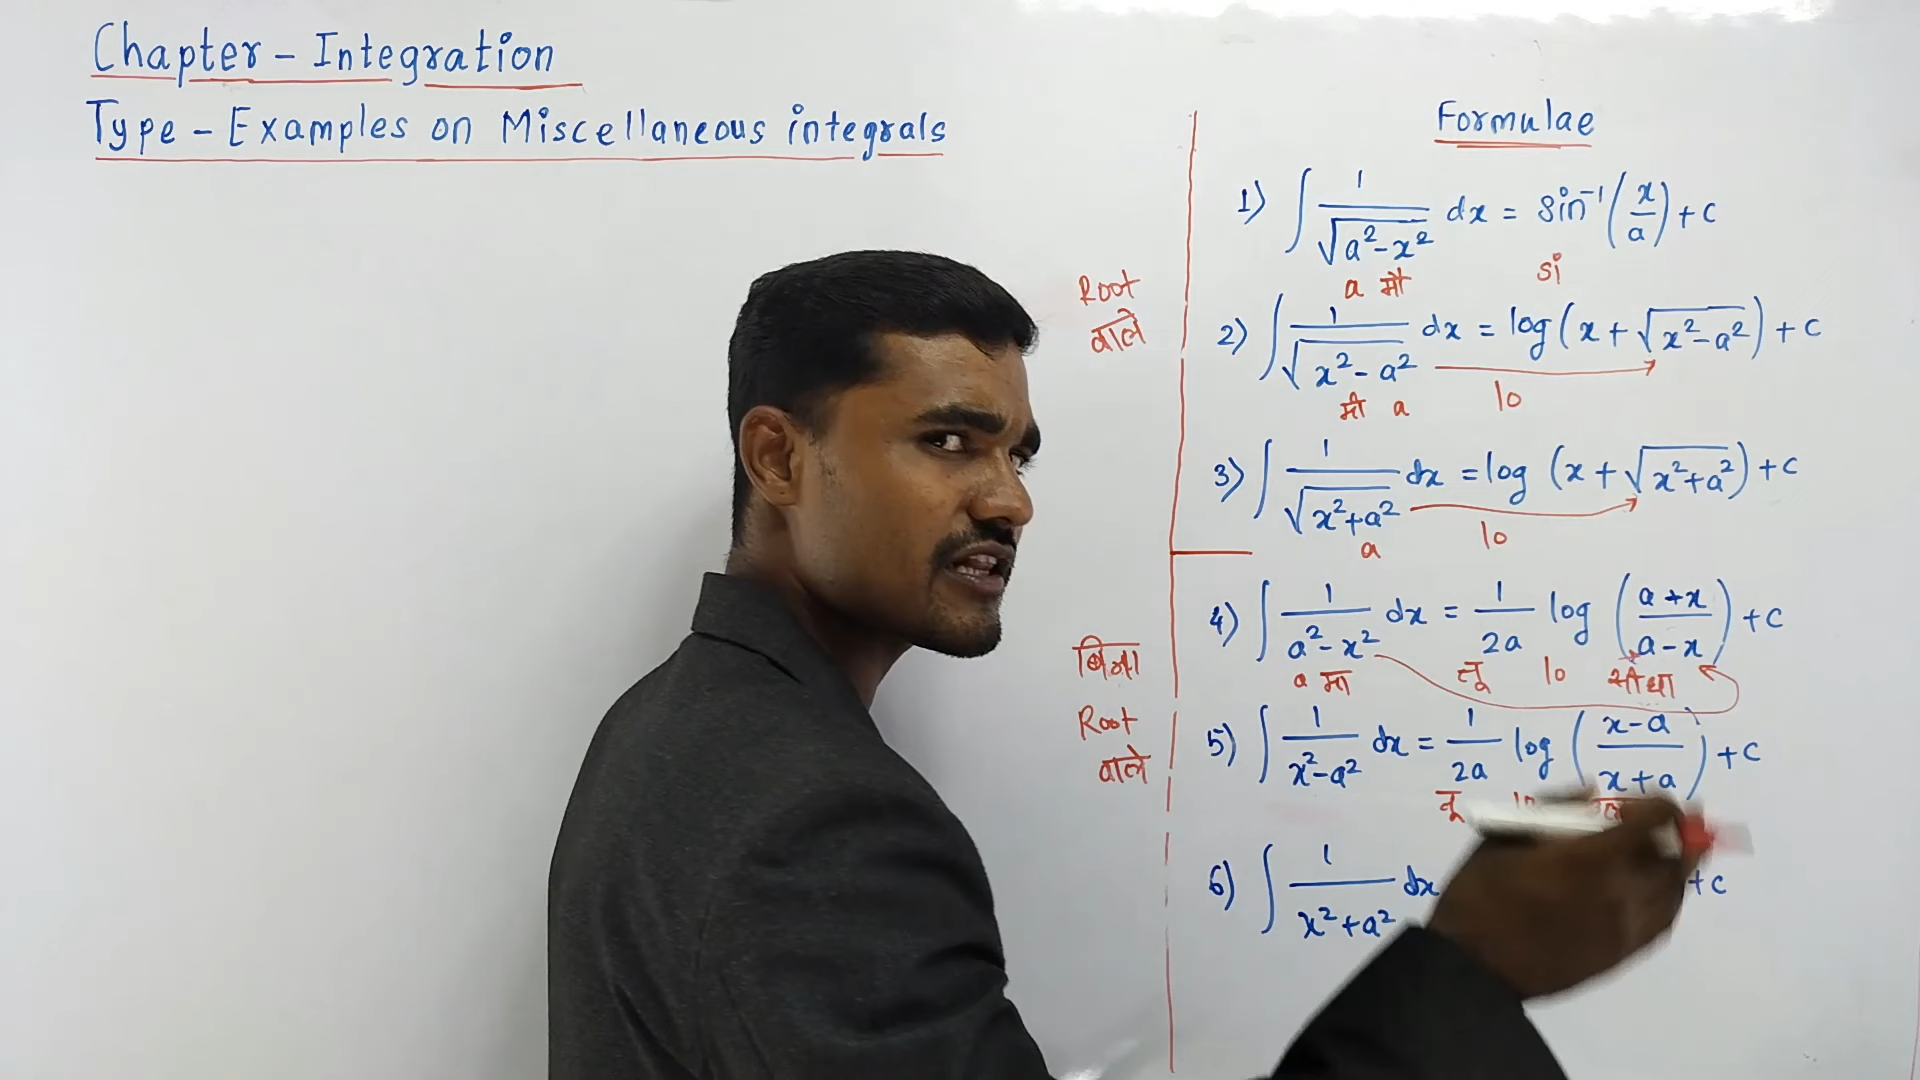 Chapter - Integration
Type - Examples on Miscellaneous integrals
Formulae
1) ∫ 1/√(a²-x²) dx = sin⁻¹(x/a) + c
a si
Root
वाले
2) ∫ 1/√(x²-a²) dx = log(x + √(x²-a²)) + c
a lo
3) ∫ 1/√(x²+a²) dx = log (x + √(x²+a²)) + c
a lo
4) ∫ 1/(a²-x²) dx = 1/2a log ((a+x)/(a-x)) + c
a lo सीधा
बिना
Root
वाले
5) ∫ 1/(x²-a²) dx = 1/2a log ((x-a)/(x+a)) + c
6) ∫ 1/(x²+a²) dx + c